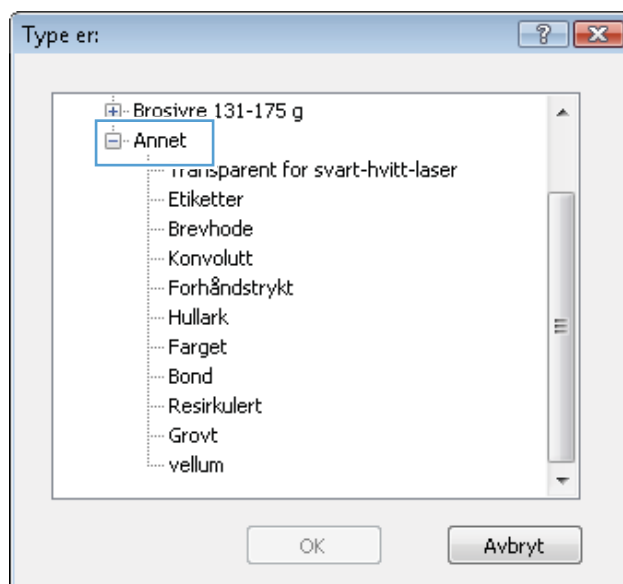 Type er:
Brosjyre 131-175 g
Annet
Transparent for svart-hvitt-laser
Etiketter
Brevhode
Konvolutt
Forhåndstrykt
Hullark
Farget
Bond
Resirkulert
Grovt
vellum
OK Avbryt